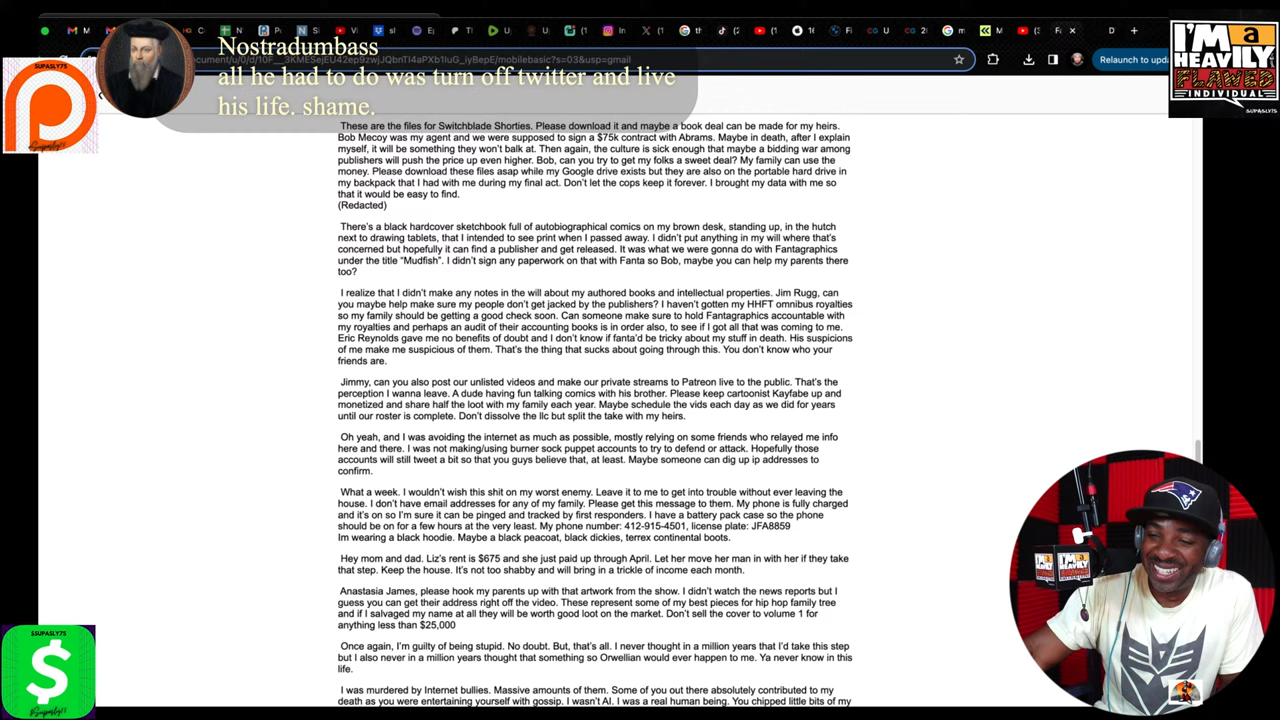 Nostradumbass
all he had to do was turn off twitter and live
his life. shame.
Relaunch to upd
I'M a
HEAVILY
FLAWED
INDIVIDUAL
SUPASLY75
$SUPASLY75
These are the files for Switchblade Shorties. Please download it and maybe a book deal can be made for my heirs.
Bob Mecoy was my agent and we were supposed to sign a $75k contract with Abrams. Maybe in death, after I explain
myself, it will be something they won't balk at. Then again, the culture is sick enough that maybe a bidding war among
publishers will push the price up even higher. Bob, can you try to get my folks a sweet deal? My family can use the
money. Please download these files asap while my Google drive exists but they are also on the portable hard drive in
my backpack that I had with me during my final act. Don't let the cops keep it forever. I brought my data with me so
that it would be easy to find.
(Redacted)
There's a black hardcover sketchbook full of autobiographical comics on my brown desk, standing up, in the hutch
next to drawing tablets, that I intended to see print when I passed away. I didn't put anything in my will where that's
concerned but hopefully it can find a publisher and get released. It was what we were gonna do with Fantagraphics
under the title "Mudfish". I didn't sign any paperwork on that with Fanta so Bob, maybe you can help my parents there
too?
I realize that I didn't make any notes in the will about my authored books and intellectual properties. Jim Rugg, can
you maybe help make sure my people don't get jacked by the publishers? I haven't gotten my HHFT omnibus royalties
so my family should be getting a good check soon. Can someone make sure to hold Fantagraphics accountable with
my royalties and perhaps an audit of their accounting books is in order also, to see if I got all that was coming to me.
Eric Reynolds gave me no benefits of doubt and I don't know if fanta'd be tricky about my stuff in death. His suspicions
of me make me suspicious of them. That's the thing that sucks about going through this. You don't know who your
friends are.
Jimmy, can you also post our unlisted videos and make our private streams to Patreon live to the public. That's the
perception I wanna leave. A dude having fun talking comics with his brother. Please keep cartoonist Kayfabe up and
monetized and share half the loot with my family each year. Maybe schedule the vids each day as we did for years
until our roster is complete. Don't dissolve the llc but split the take with my heirs.
Oh yeah, and I was avoiding the internet as much as possible, mostly relying on some friends who relayed me info
here and there. I was not making/using burner sock puppet accounts to try to defend or attack. Hopefully those
accounts will still tweet a bit so that you guys believe that, at least. Maybe someone can dig up ip addresses to
confirm.
What a week. I wouldn't wish this shit on my worst enemy. Leave it to me to get into trouble without ever leaving the
house. I don't have email addresses for any of my family. Please get this message to them. My phone is fully charged
and it's on so I'm sure it can be pinged and tracked by first responders. I have a battery pack case so the phone
should be on for a few hours at the very least. My phone number: 412-915-4501, license plate: JFA8859
Im wearing a black hoodie. Maybe a black peacoat, black dickies, terrex continental boots.
Hey mom and dad. Liz's rent is $675 and she just paid up through April. Let her move her man in with her if they take
that step. Keep the house. It's not too shabby and will bring in a trickle of income each month.
Anastasia James, please hook my parents up with that artwork from the show. I didn't watch the news reports but I
guess you can get their address right off the video. These represent some of my best pieces for hip hop family tree
and if I salvaged my name at all they will be worth good loot on the market. Don't sell the cover to volume 1 for
anything less than $25,000
Once again, I'm guilty of being stupid. No doubt. But, that's all. I never thought in a million years that I'd take this step
but I also never in a million years thought that something so Orwellian would ever happen to me. Ya never know in this
life.
I was murdered by Internet bullies. Massive amounts of them. Some of you out there absolutely contributed to my
death as you were entertaining yourself with gossip. I wasn't AI. I was a real human being. You chipped little bits of my